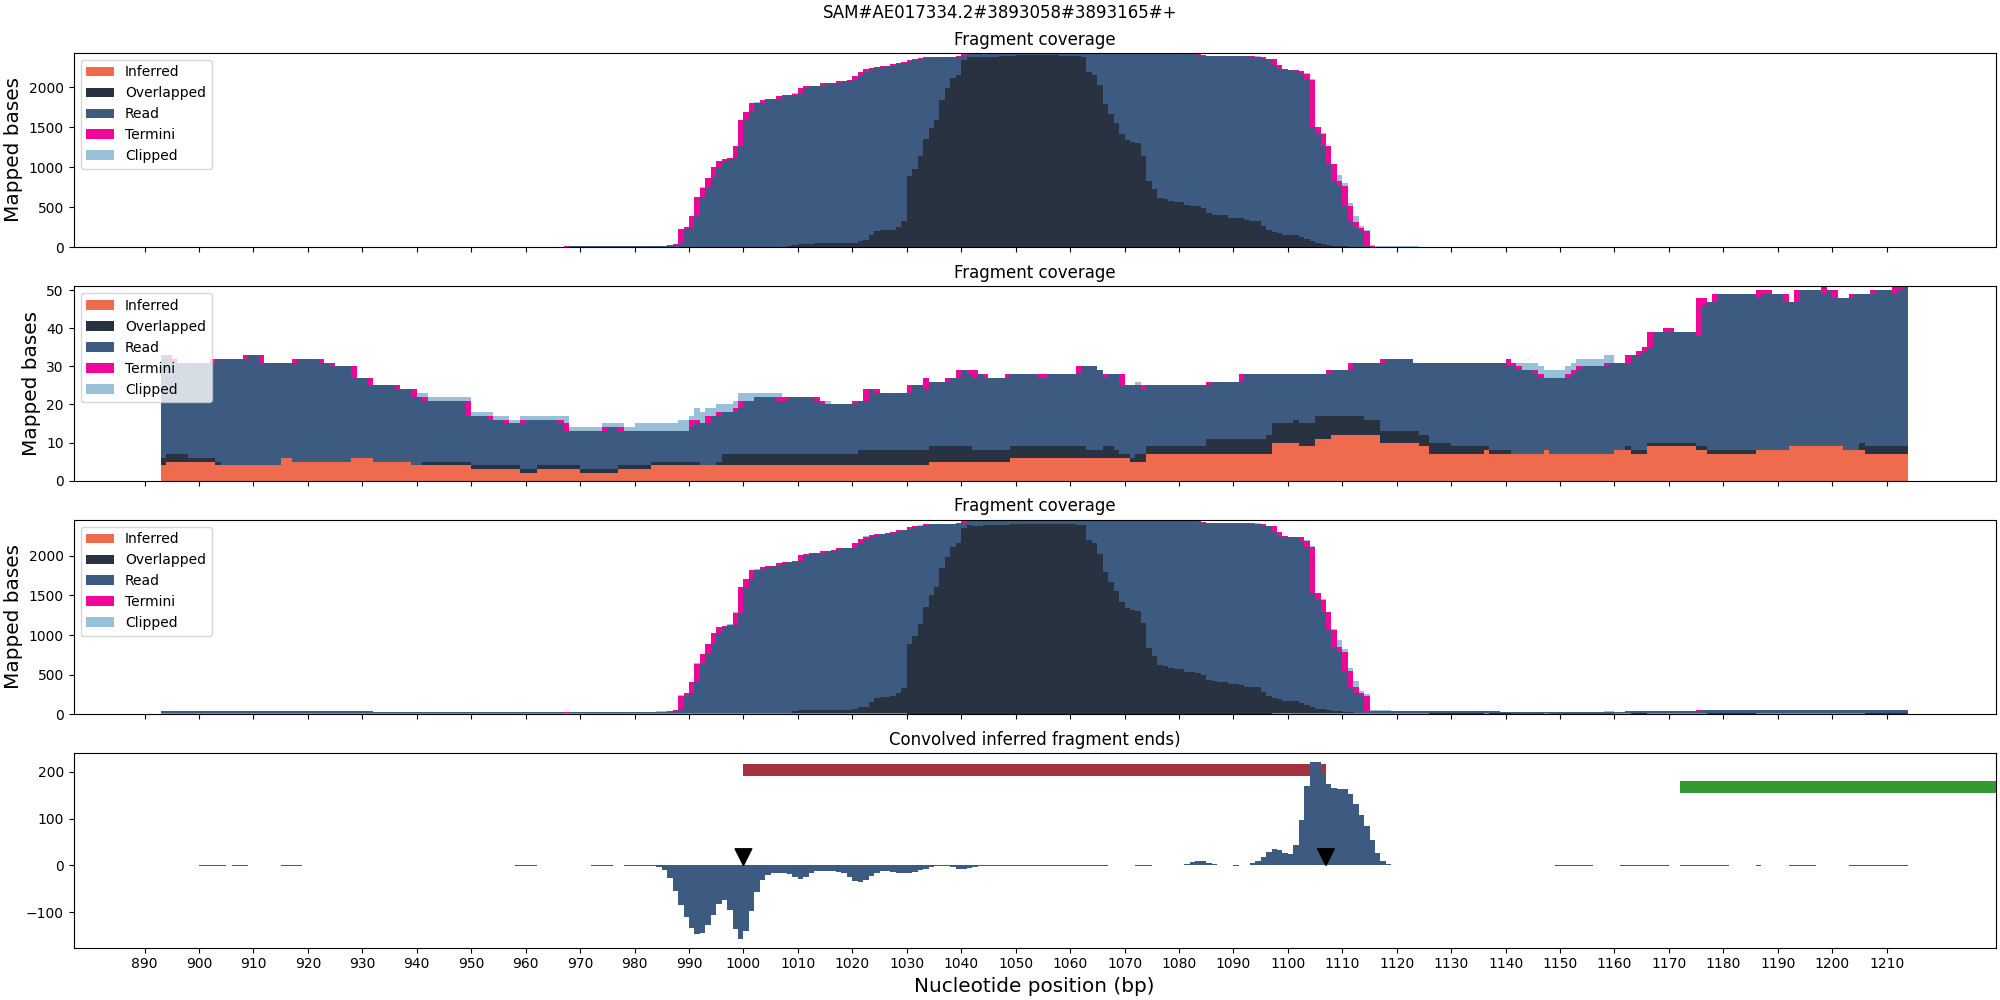 SAM#AE017334.2#3893058#3893165#+
Fragment coverage
Mapped bases
2000
1500
1000
500
0
Inferred
Overlapped
Read
Termini
Clipped
Fragment coverage
Mapped bases
50
40
30
20
10
0
Inferred
Overlapped
Read
Termini
Clipped
Fragment coverage
Mapped bases
2000
1500
1000
500
0
Inferred
Overlapped
Read
Termini
Clipped
Convolved inferred fragment ends)
200
100
0
−100
890 900 910 920 930 940 950 960 970 980 990 1000 1010 1020 1030 1040 1050 1060 1070 1080 1090 1100 1110 1120 1130 1140 1150 1160 1170 1180 1190 1200 1210
Nucleotide position (bp)